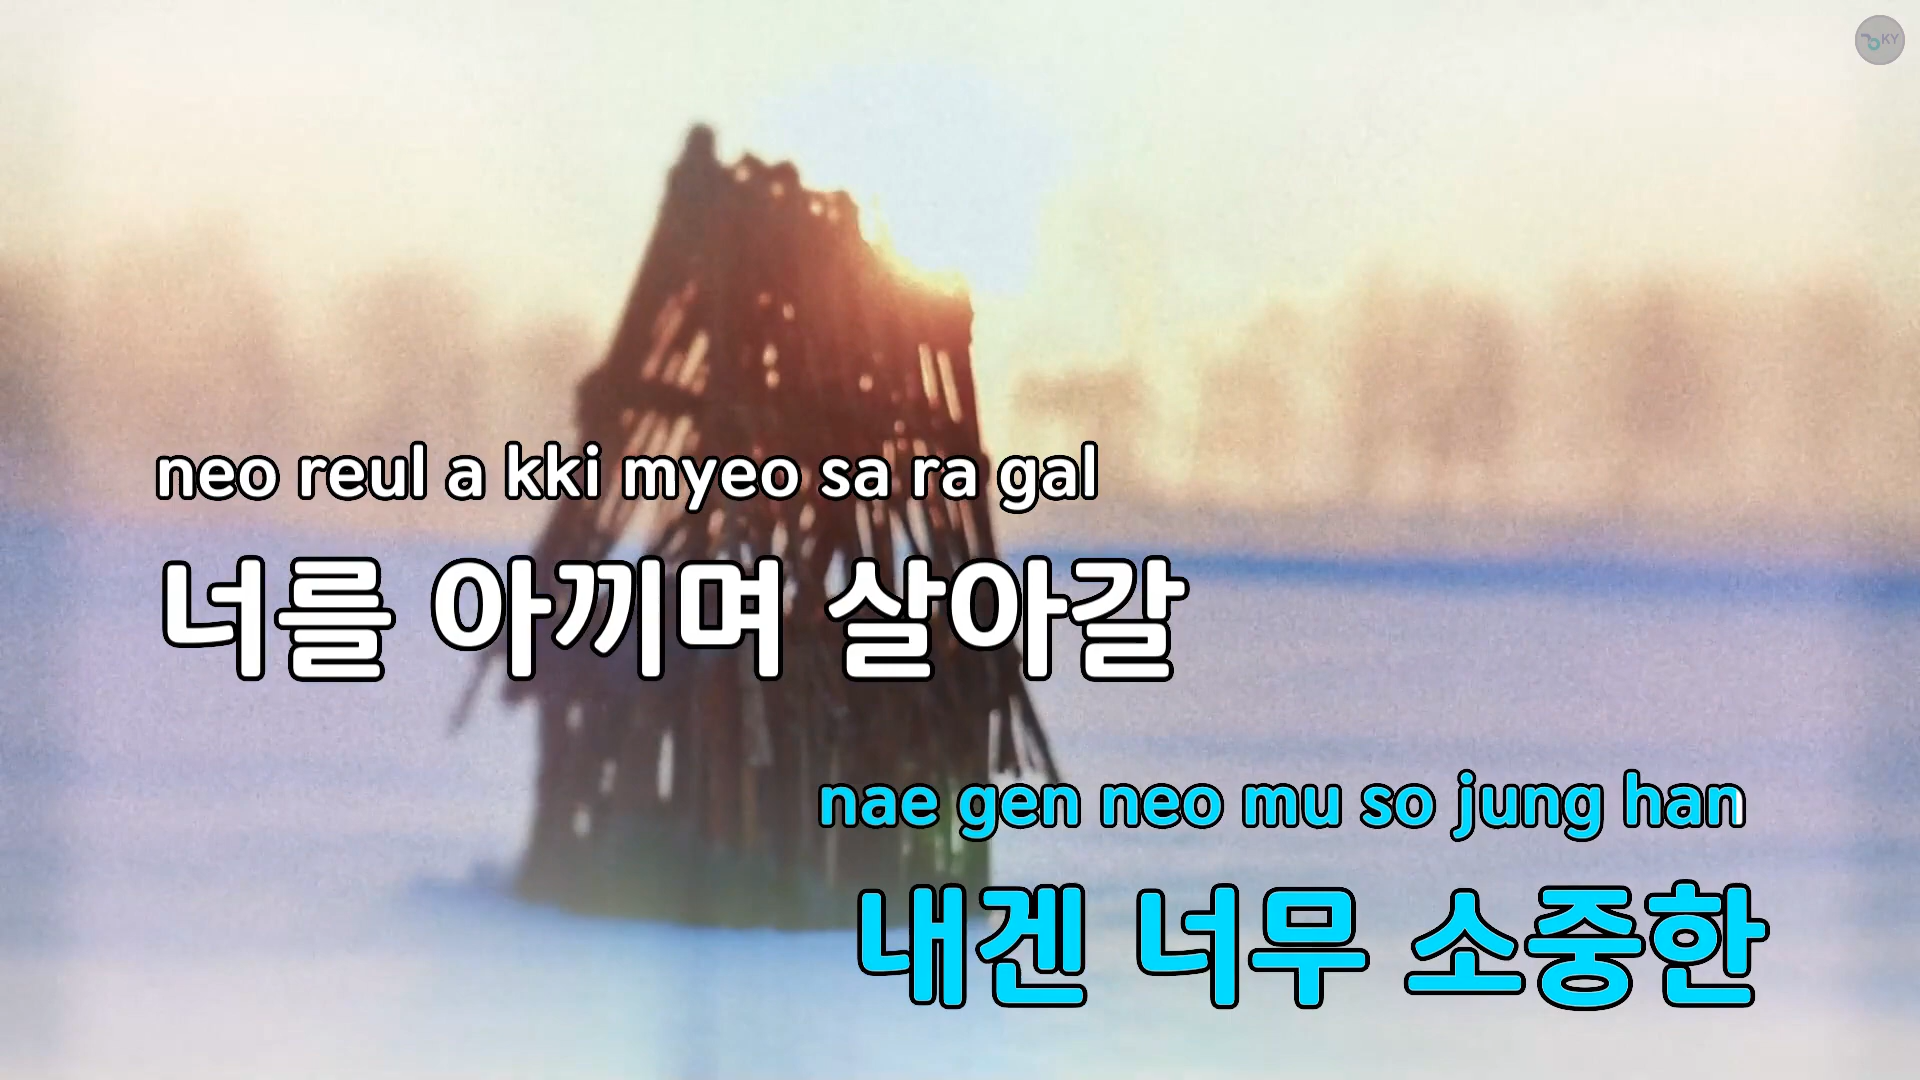 KY
neo reul a kki myeo sa ra gal
너를 아끼며 살아갈
nae gen neo mu so jung han
내겐 너무 소중한